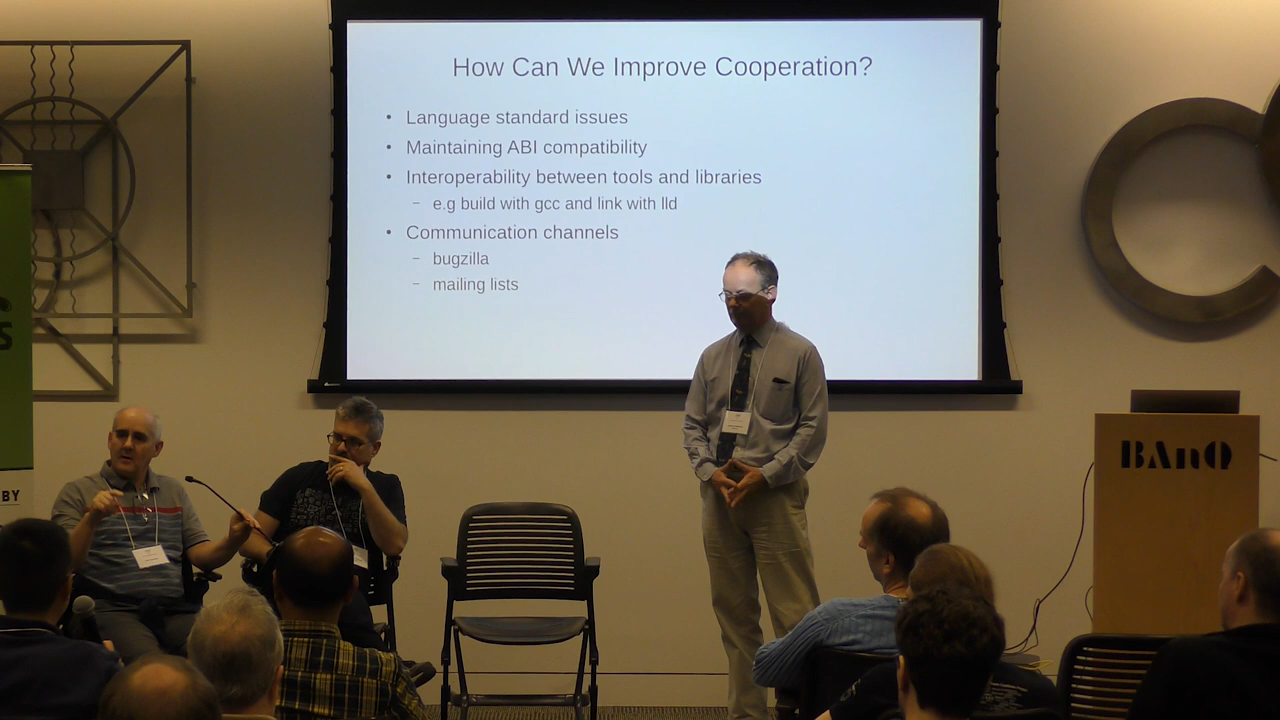 How Can We Improve Cooperation?
• Language standard issues
• Maintaining ABI compatibility
• Interoperability between tools and libraries
– e.g build with gcc and link with lld
• Communication channels
– bugzilla
– mailing lists
BAnQ
S
BY